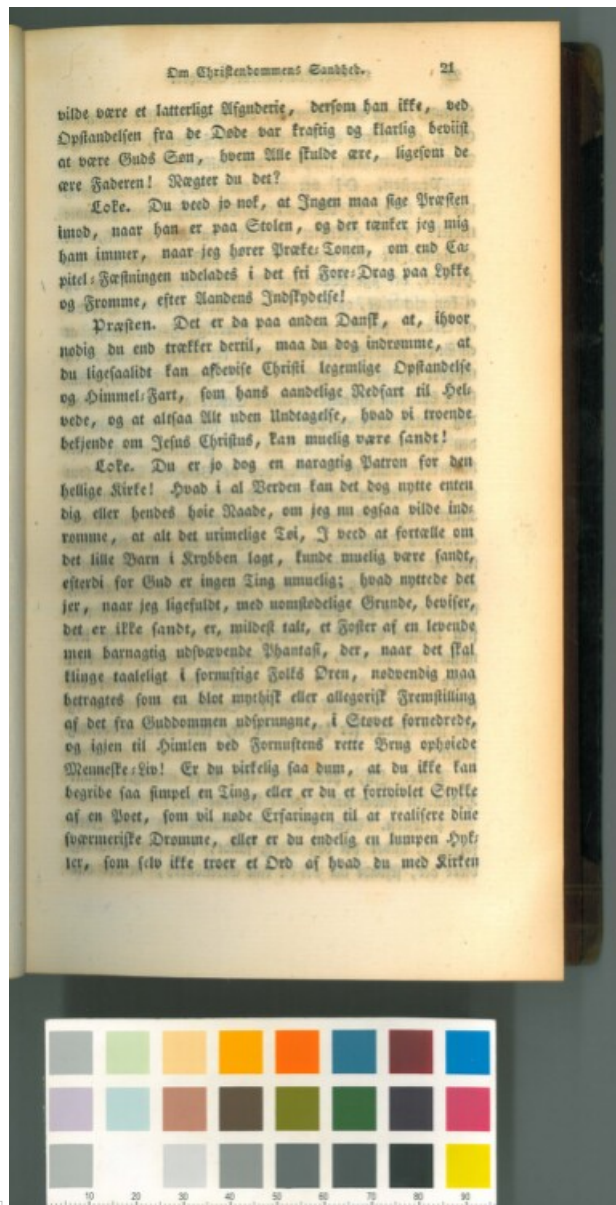 Om Christendommens Sandhed. 21
vilde være et latterligt Afguderie, dersom han ikke, ved
Opstandelsen fra de Døde var kraftig og klarlig beviist
at være Guds Søn, hvem Alle skulde ære, ligesom de
ære Faderen! Nægter du det?
Loke. Du veed jo nok, at Ingen maa sige Præsten
imod, naar han er paa Stolen, og der tænker jeg mig
ham immer, naar jeg hører Præke-Tonen, om end Ca-
pitel-Fæstningen udelades i det fri Fore-Drag paa Lykke
og Fromme, efter Aandens Indskydelse!
Præsten. Det er da paa anden Dansk, at, ihvor
nødig du end trækker dertil, maa du dog indrømme, at
du ligesaalidt kan afbevise Christi legemlige Opstandelse
og Himmel-Fart, som hans aandelige Nedfart til Hel-
vede, og at altsaa Alt uden Undtagelse, hvad vi troende
bekjende om Jesus Christus, kan muelig være sandt!
Loke. Du er jo dog en naragtig Patron for den
hellige Kirke! Hvad i al Verden kan det dog nytte enten
dig eller hendes høie Naade, om jeg nu ogsaa vilde ind-
rømme, at alt det urimelige Tøi, I veed at fortælle om
det lille Barn i Krybben lagt, kunde muelig være sandt,
efterdi for Gud er ingen Ting umuelig; hvad nyttede det
jer, naar jeg ligefuldt, med uomstødelige Grunde, beviser,
det er ikke sandt, er, mildest talt, et Foster af en levende
men barnagtig udsvævende Phantasi, der, naar det skal
klinge taaleligt i fornuftige Folks Øren, nødvendig maa
betragtes som en blot mythisk eller allegorisk Fremstilling
af det fra Guddommen udsprungne, i Støvet fornedrede,
og igjen til Himlen ved Fornuftens rette Brug ophøiede
Menneske-Liv! Er du virkelig saa dum, at du ikke kan
begribe saa simpel en Ting, eller er du et fortvivlet Stykke
af en Poet, som vil nøde Erfaringen til at realisere dine
sværmeriske Drømme, eller er du endelig en lumpen Hyk-
ler, som selv ikke troer et Ord af hvad du med Kirken
10 20 30 40 50 60 70 80 90